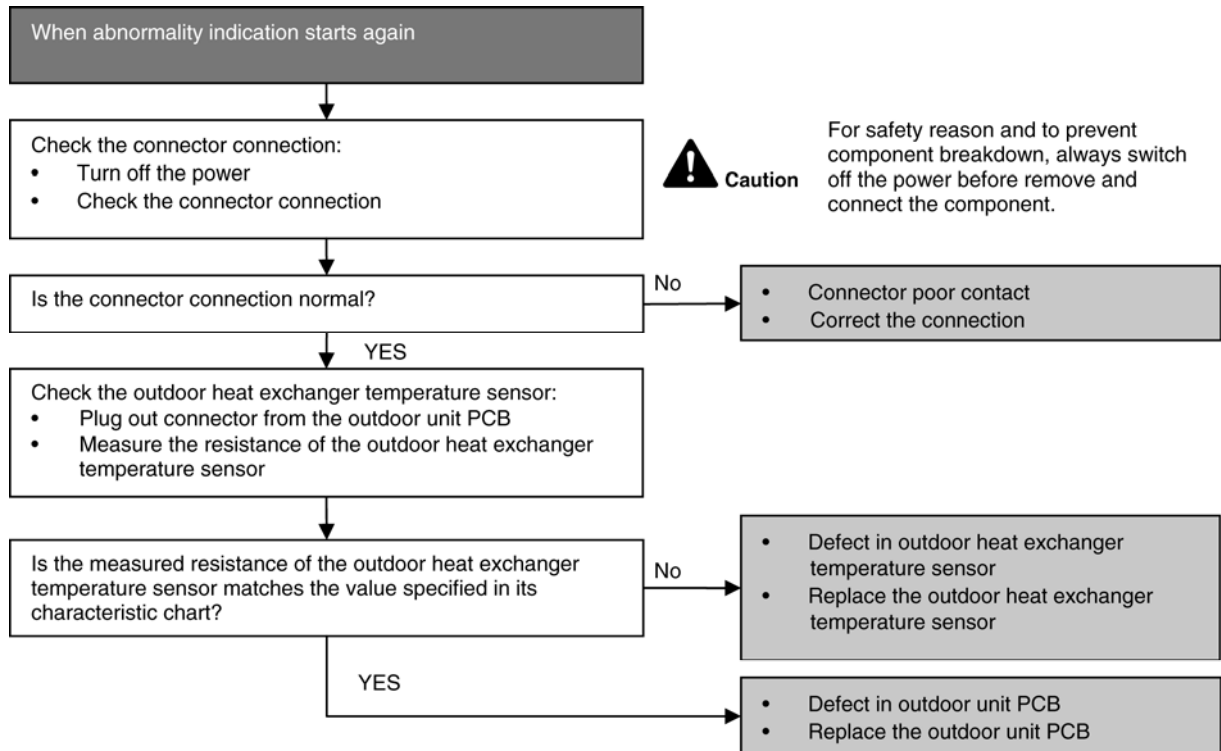 When abnormality indication starts again
Check the connector connection:
• Turn off the power
• Check the connector connection
Caution
For safety reason and to prevent
component breakdown, always switch
off the power before remove and
connect the component.
Is the connector connection normal?
No
• Connector poor contact
• Correct the connection
YES
Check the outdoor heat exchanger temperature sensor:
• Plug out connector from the outdoor unit PCB
• Measure the resistance of the outdoor heat exchanger
temperature sensor
Is the measured resistance of the outdoor heat exchanger
temperature sensor matches the value specified in its
characteristic chart?
No
• Defect in outdoor heat exchanger
temperature sensor
• Replace the outdoor heat exchanger
temperature sensor
YES
• Defect in outdoor unit PCB
• Replace the outdoor unit PCB